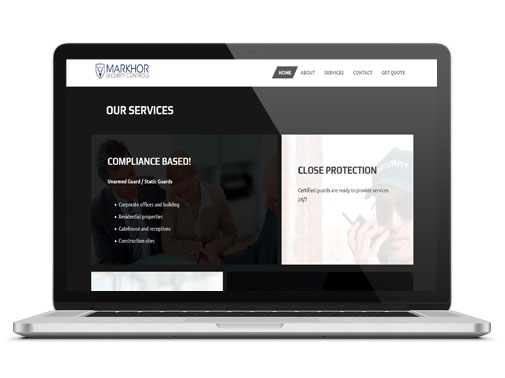 MARKHOR
SECURITY CONTROLS
HOME ABOUT SERVICES CONTACT GET QUOTE
OUR SERVICES
COMPLIANCE BASED!
Unarmed Guard / Static Guards
Corporate offices and building
Residential properties
Gatehouse and receptions
Construction sites
CLOSE PROTECTION
Certified guards are ready to provide services
24/7